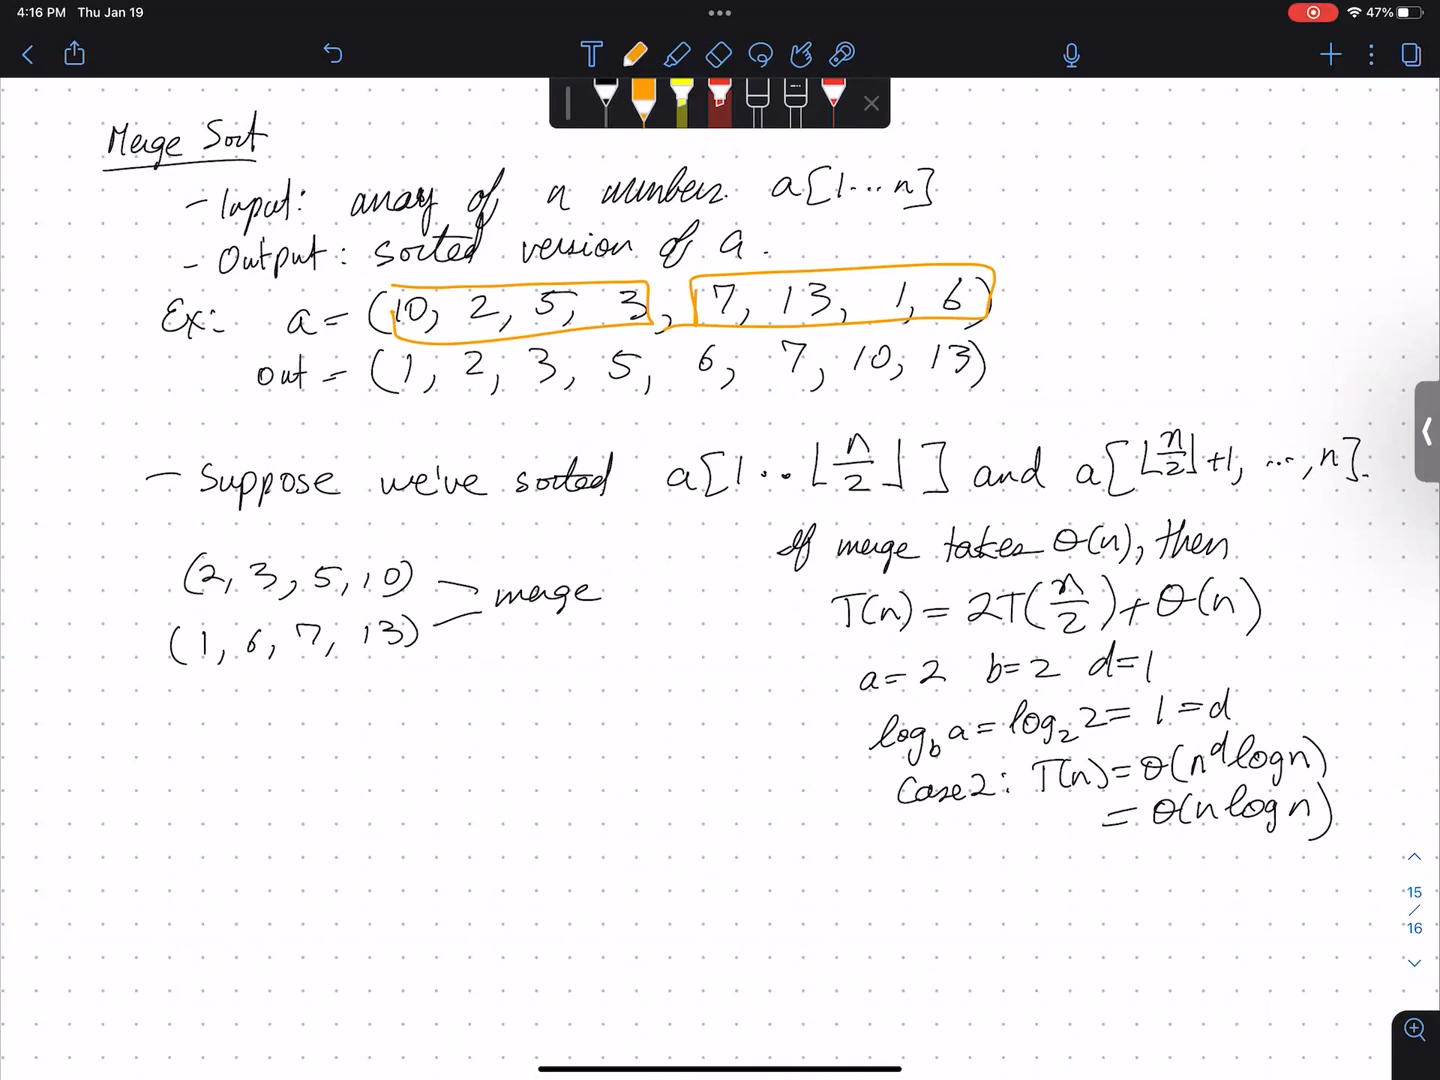 4:16 PM Thu Jan 19
47%
Merge Sort
- Input: array of n numbers. a[1...n]
- Output: sorted version of a.
Ex: a = (10, 2, 5, 3, 7, 13, 1, 6)
out = (1, 2, 3, 5, 6, 7, 10, 13)
- Suppose we've sorted a[1..⌊n/2⌋] and a[⌊n/2⌋+1, ..., n].
(2, 3, 5, 10)
(1, 6, 7, 13)
merge
If merge takes Θ(n), then
T(n) = 2T(n/2) + Θ(n)
a = 2 b = 2 d = 1
log_b a = log_2 2 = 1 = d
Case 2: T(n) = Θ(n^d log n)
= Θ(n log n)
15
/
16